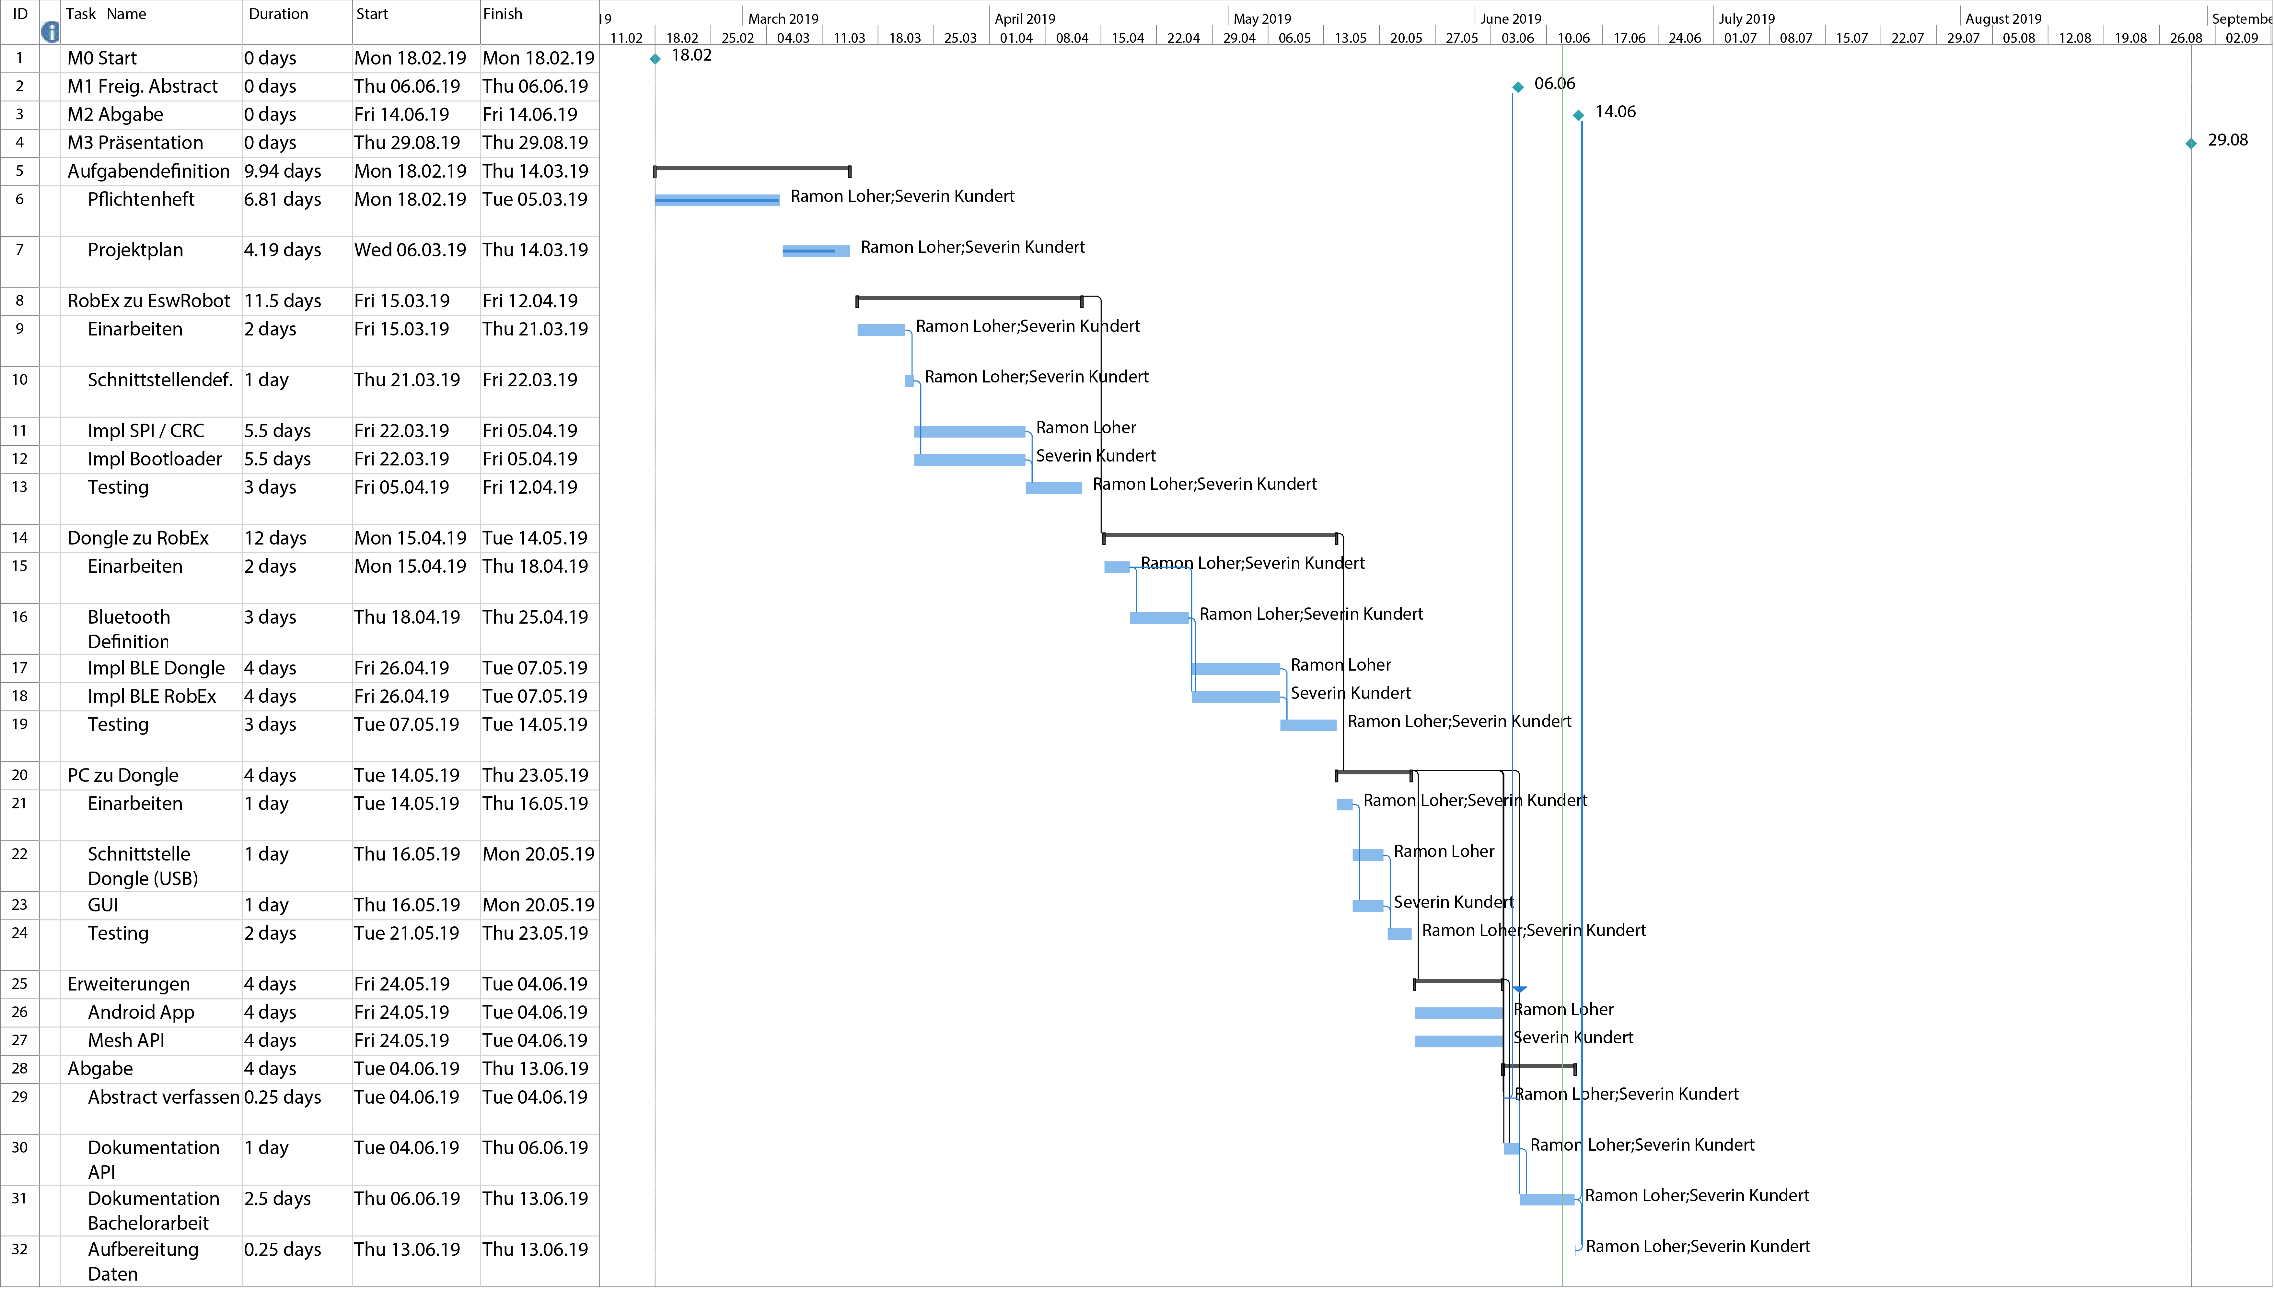 ID Task Name Duration Start Finish
19 March 2019 April 2019 May 2019 June 2019 July 2019 August 2019 Septembe
11.02 18.02 25.02 04.03 11.03 18.03 25.03 01.04 08.04 15.04 22.04 29.04 06.05 13.05 20.05 27.05 03.06 10.06 17.06 24.06 01.07 08.07 15.07 22.07 29.07 05.08 12.08 19.08 26.08 02.09
1 M0 Start 0 days Mon 18.02.19 Mon 18.02.19 18.02
2 M1 Freig. Abstract 0 days Thu 06.06.19 Thu 06.06.19 06.06
3 M2 Abgabe 0 days Fri 14.06.19 Fri 14.06.19 14.06
4 M3 Präsentation 0 days Thu 29.08.19 Thu 29.08.19 29.08
5 Aufgabendefinition 9.94 days Mon 18.02.19 Thu 14.03.19
6 Pflichtenheft 6.81 days Mon 18.02.19 Tue 05.03.19 Ramon Loher;Severin Kundert
7 Projektplan 4.19 days Wed 06.03.19 Thu 14.03.19 Ramon Loher;Severin Kundert
8 RobEx zu EswRobot 11.5 days Fri 15.03.19 Fri 12.04.19
9 Einarbeiten 2 days Fri 15.03.19 Thu 21.03.19 Ramon Loher;Severin Kundert
10 Schnittstellendef. 1 day Thu 21.03.19 Fri 22.03.19 Ramon Loher;Severin Kundert
11 Impl SPI / CRC 5.5 days Fri 22.03.19 Fri 05.04.19 Ramon Loher
12 Impl Bootloader 5.5 days Fri 22.03.19 Fri 05.04.19 Severin Kundert
13 Testing 3 days Fri 05.04.19 Fri 12.04.19 Ramon Loher;Severin Kundert
14 Dongle zu RobEx 12 days Mon 15.04.19 Tue 14.05.19
15 Einarbeiten 2 days Mon 15.04.19 Thu 18.04.19 Ramon Loher;Severin Kundert
16 Bluetooth 3 days Thu 18.04.19 Thu 25.04.19 Ramon Loher;Severin Kundert
Definition
17 Impl BLE Dongle 4 days Fri 26.04.19 Tue 07.05.19 Ramon Loher
18 Impl BLE RobEx 4 days Fri 26.04.19 Tue 07.05.19 Severin Kundert
19 Testing 3 days Tue 07.05.19 Tue 14.05.19 Ramon Loher;Severin Kundert
20 PC zu Dongle 4 days Tue 14.05.19 Thu 23.05.19
21 Einarbeiten 1 day Tue 14.05.19 Thu 16.05.19 Ramon Loher;Severin Kundert
22 Schnittstelle 1 day Thu 16.05.19 Mon 20.05.19 Ramon Loher
Dongle (USB)
23 GUI 1 day Thu 16.05.19 Mon 20.05.19 Severin Kundert
24 Testing 2 days Tue 21.05.19 Thu 23.05.19 Ramon Loher;Severin Kundert
25 Erweiterungen 4 days Fri 24.05.19 Tue 04.06.19
26 Android App 4 days Fri 24.05.19 Tue 04.06.19 Ramon Loher
27 Mesh API 4 days Fri 24.05.19 Tue 04.06.19 Severin Kundert
28 Abgabe 4 days Tue 04.06.19 Thu 13.06.19
29 Abstract verfassen 0.25 days Tue 04.06.19 Tue 04.06.19 Ramon Loher;Severin Kundert
30 Dokumentation 1 day Tue 04.06.19 Thu 06.06.19 Ramon Loher;Severin Kundert
API
31 Dokumentation 2.5 days Thu 06.06.19 Thu 13.06.19 Ramon Loher;Severin Kundert
Bachelorarbeit
32 Aufbereitung 0.25 days Thu 13.06.19 Thu 13.06.19 Ramon Loher;Severin Kundert
Daten